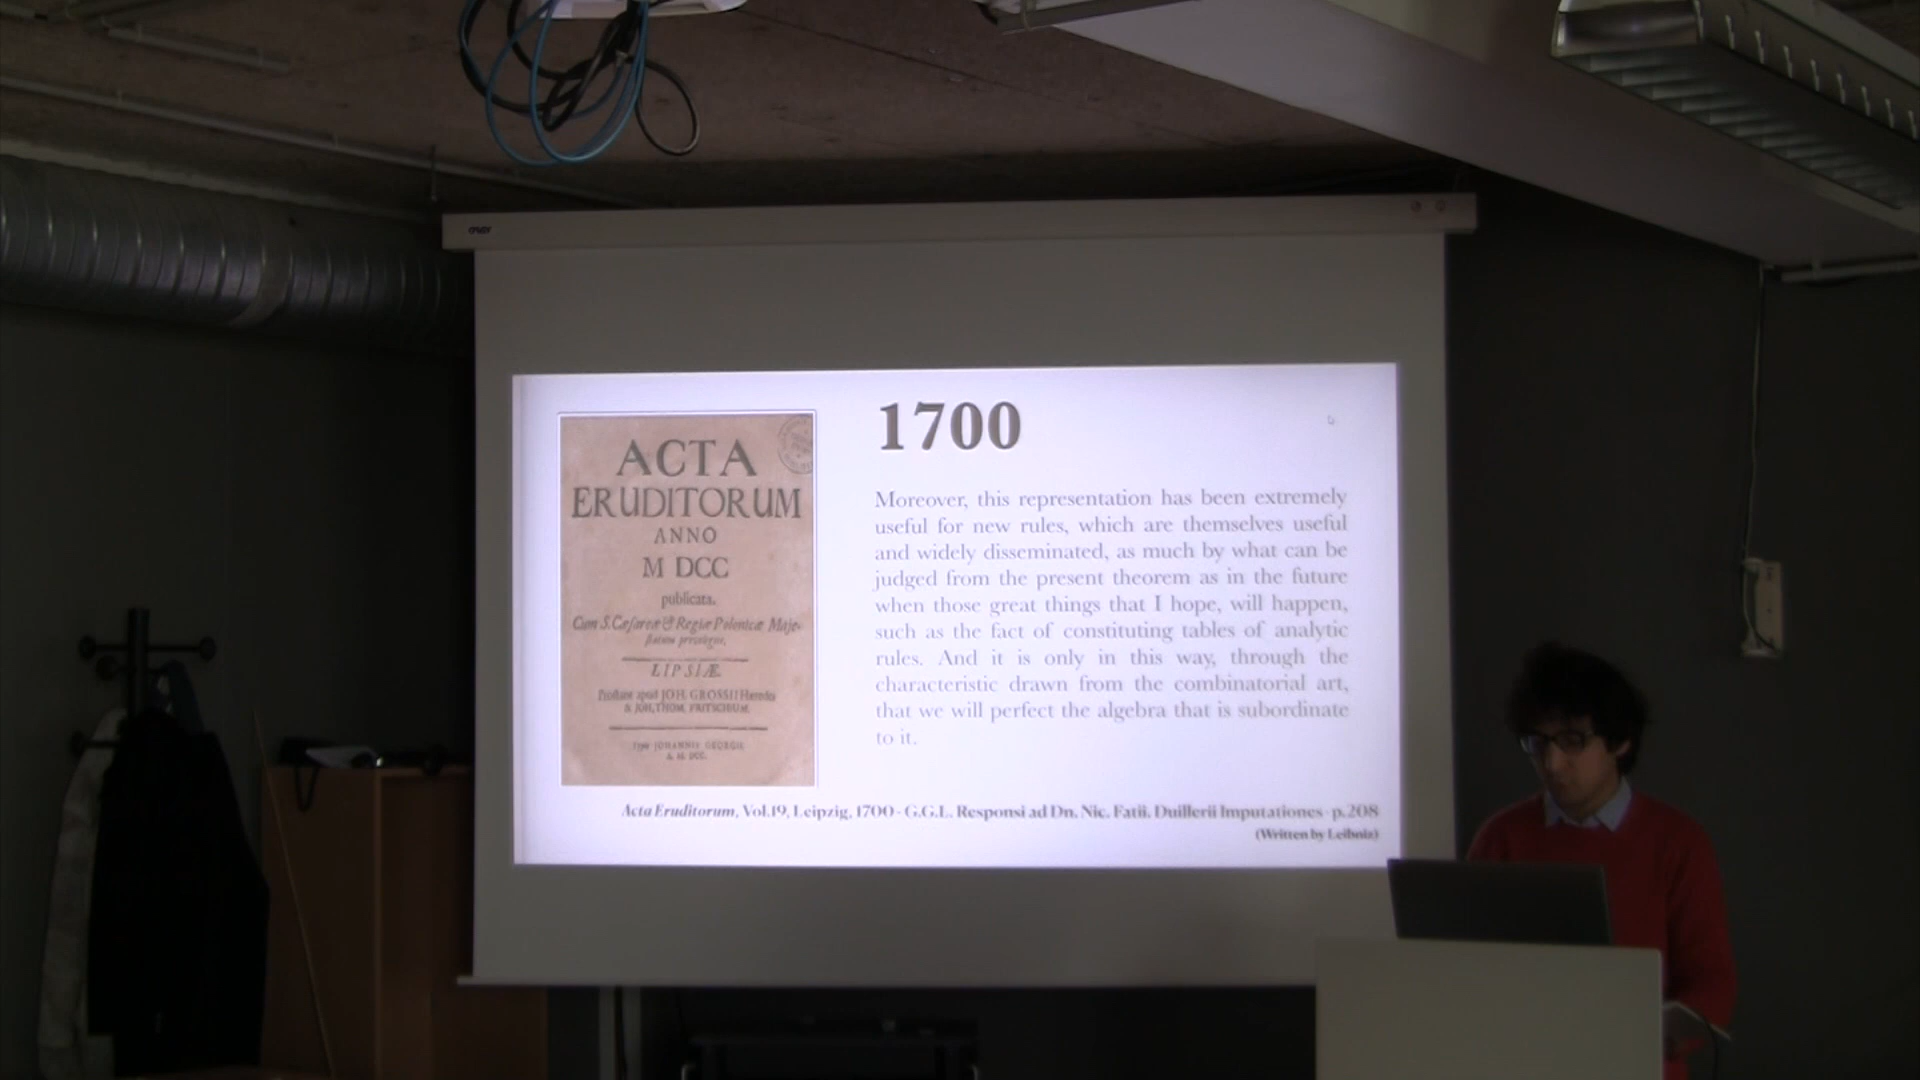 1700
ACTA
ERUDITORUM
ANNO
M DCC
publicata.
Cum S. Cæsareæ & Regiæ Polonicæ Maje-
LIPSIÆ.
Moreover, this representation has been extremely
useful for new rules, which are themselves useful
and widely disseminated, as much by what can be
judged from the present theorem as in the future
when those great things that I hope, will happen,
such as the fact of constituting tables of analytic
rules. And it is only in this way, through the
characteristic drawn from the combinatorial art,
that we will perfect the algebra that is subordinate
to it.
Acta Eruditorum, Vol.19, Leipzig, 1700 - G.G.L. Responsi ad Dn. Nic. Fatii. Duillerii Imputationes - p.208
(Written by Leibniz)